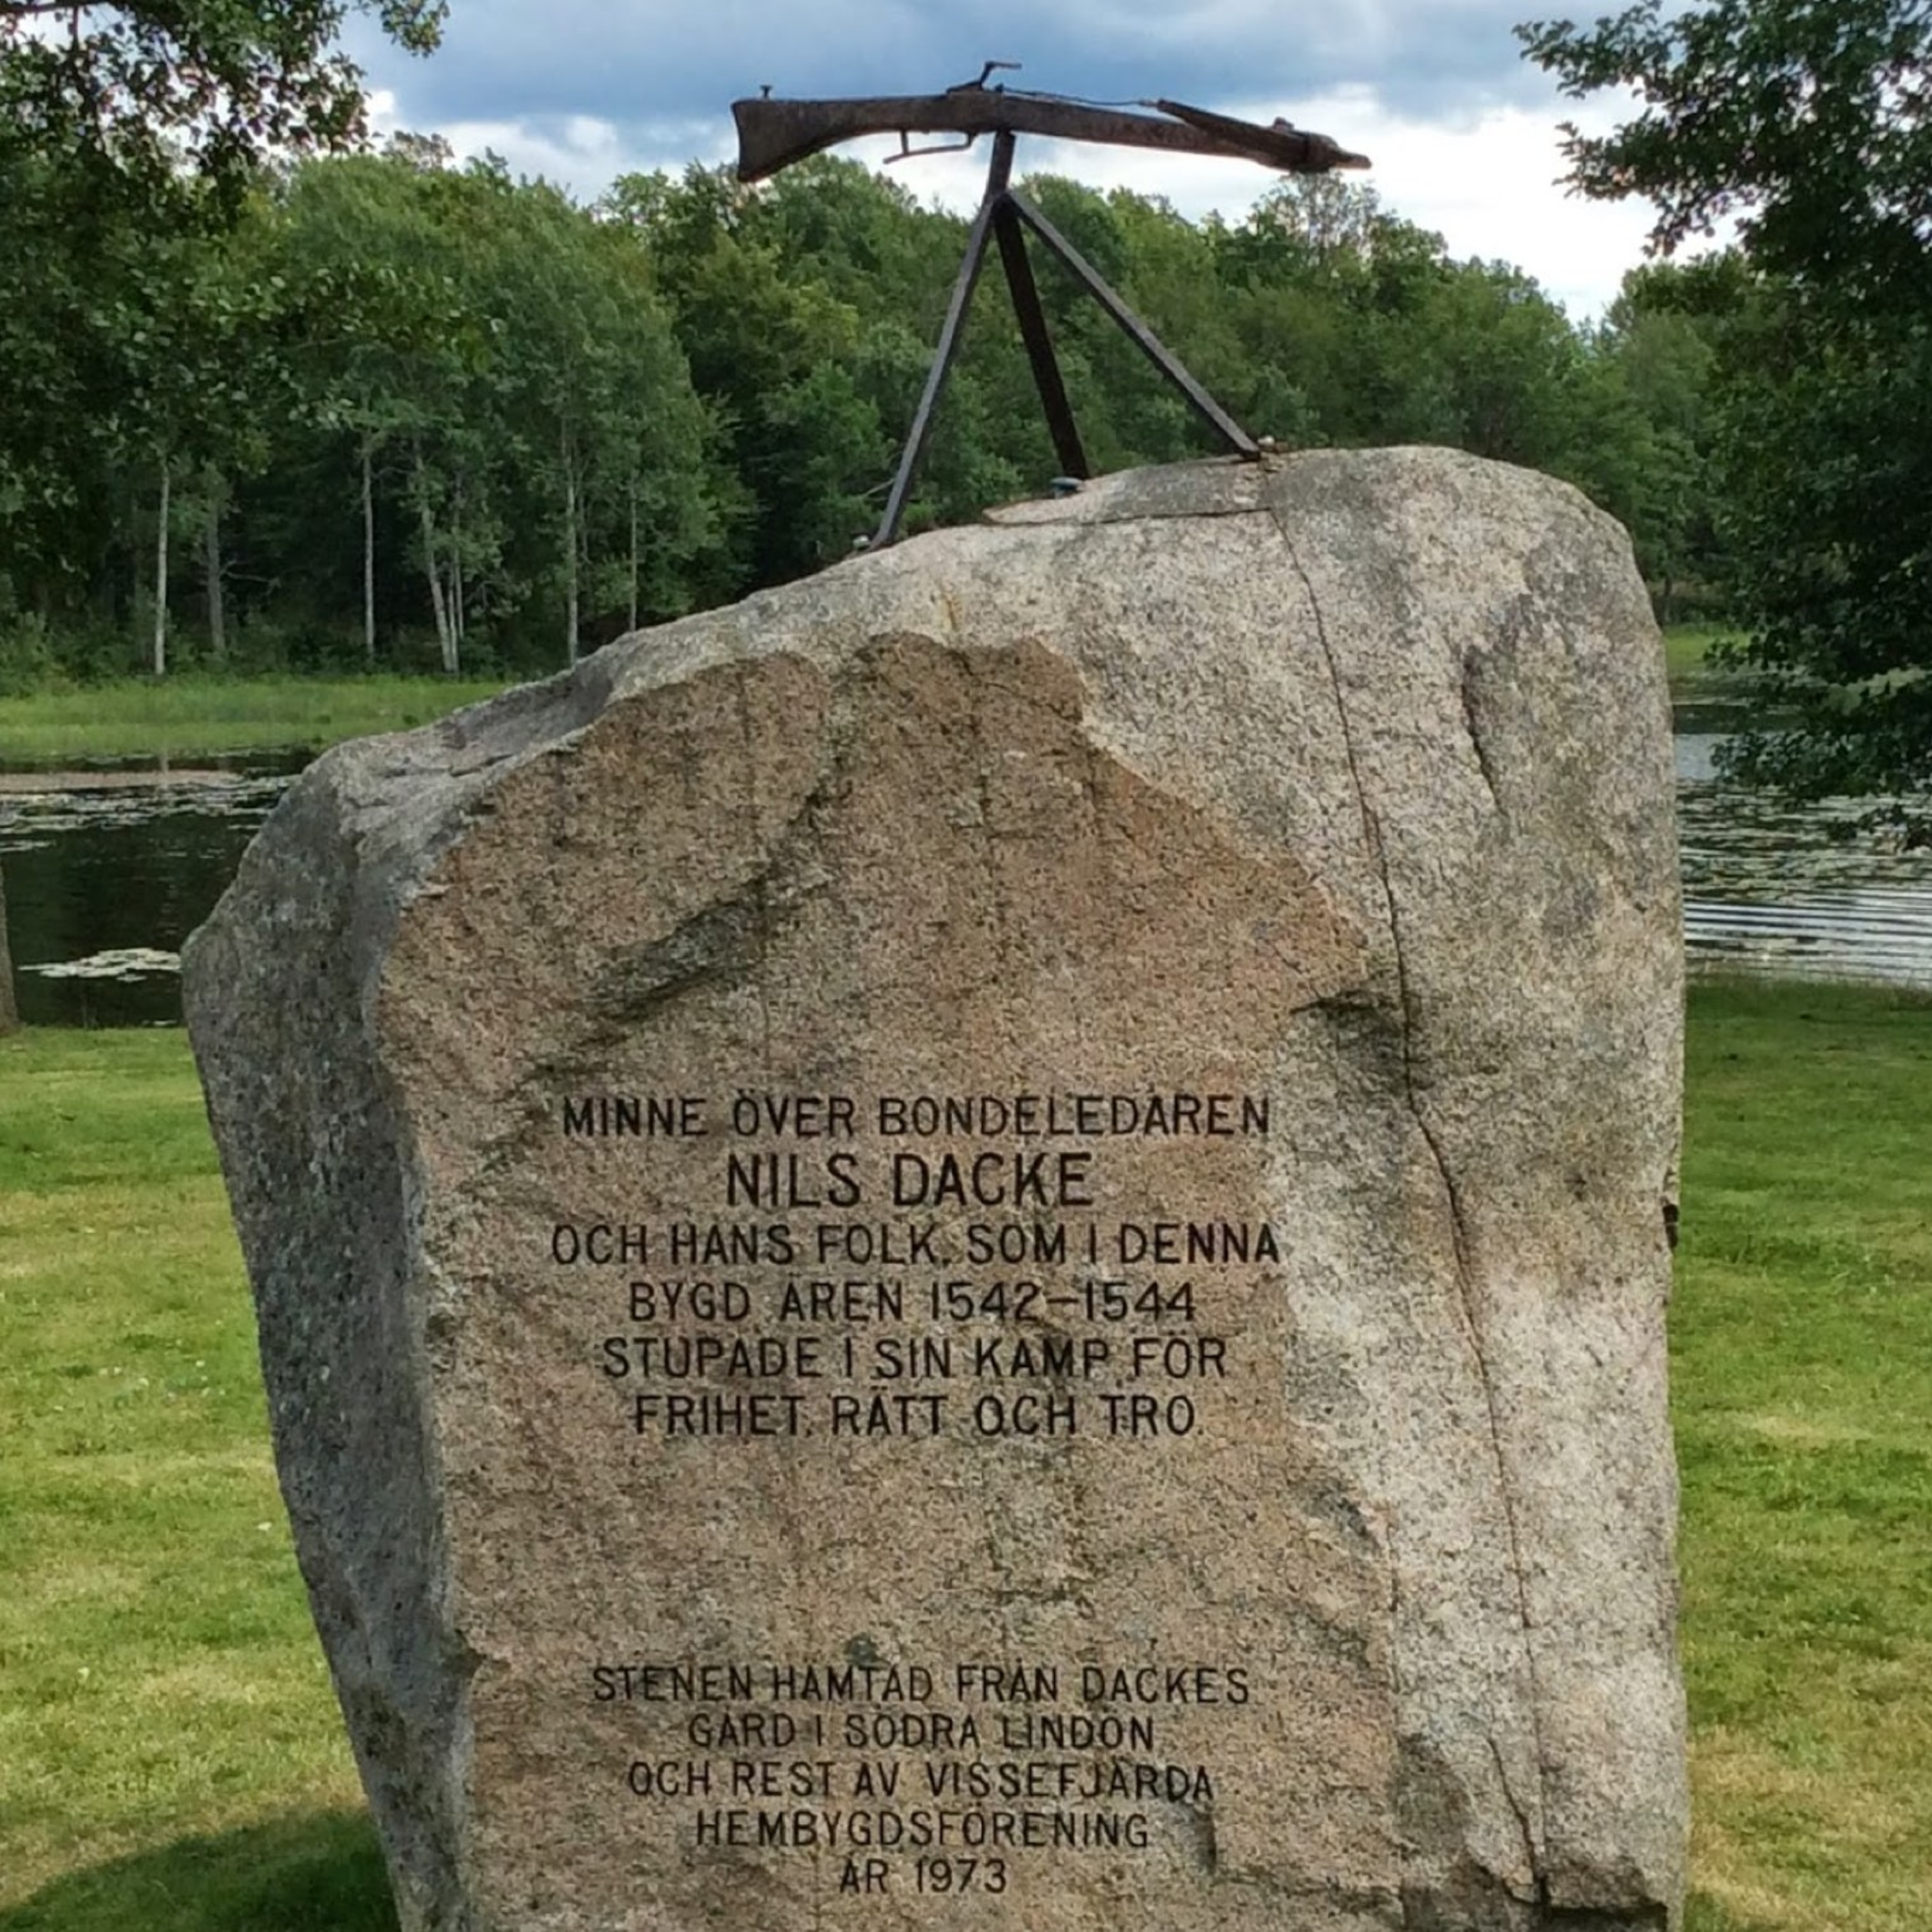 MINNE ÖVER BONDELEDAREN
NILS DACKE
OCH HANS FOLK, SOM I DENNA
BYGD ÅREN 1542–1544
STUPADE I SIN KAMP FÖR
FRIHET, RÄTT OCH TRO.
STENEN HÄMTAD FRÅN DACKES
GÅRD I SÖDRA LINDÖN
OCH REST AV VISSEFJÄRDA
HEMBYGDSFÖRENING
ÅR 1973